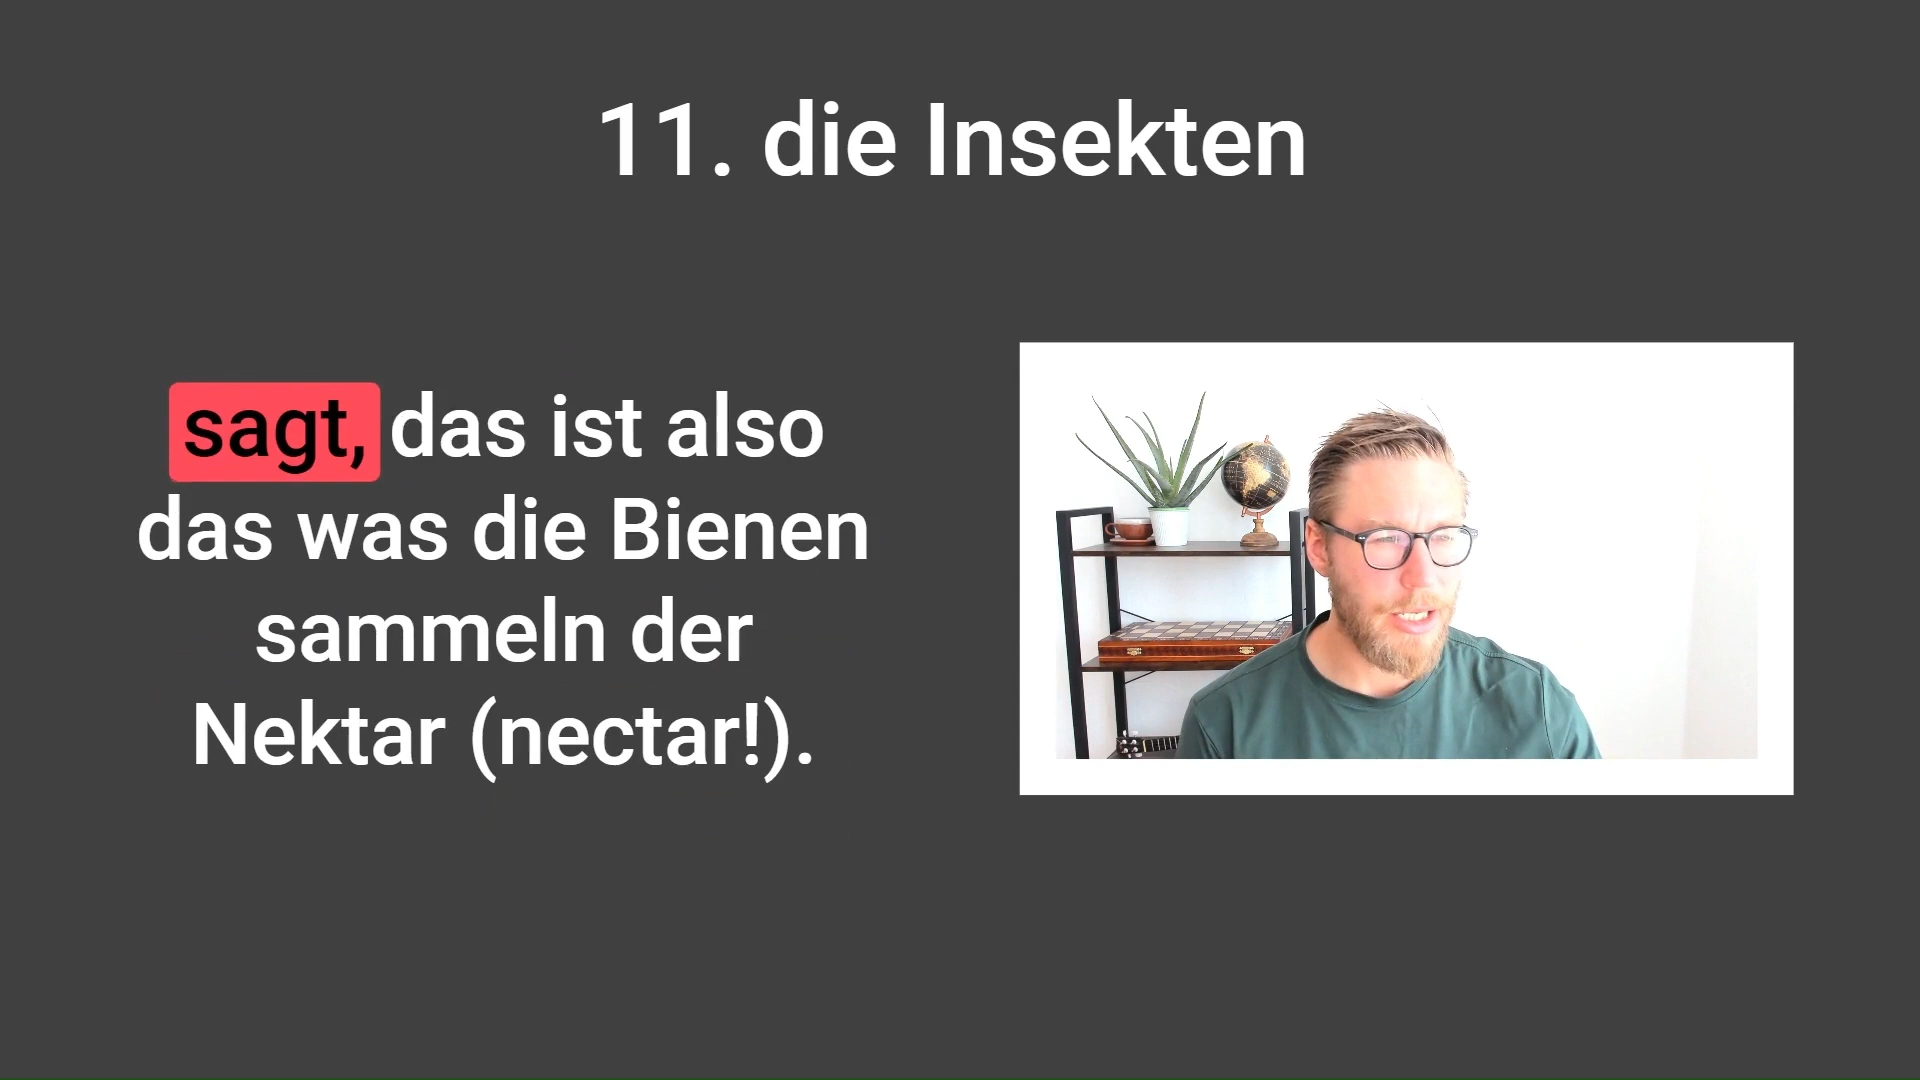 11. die Insekten
sagt, das ist also
das was die Bienen
sammeln der
Nektar (nectar!).